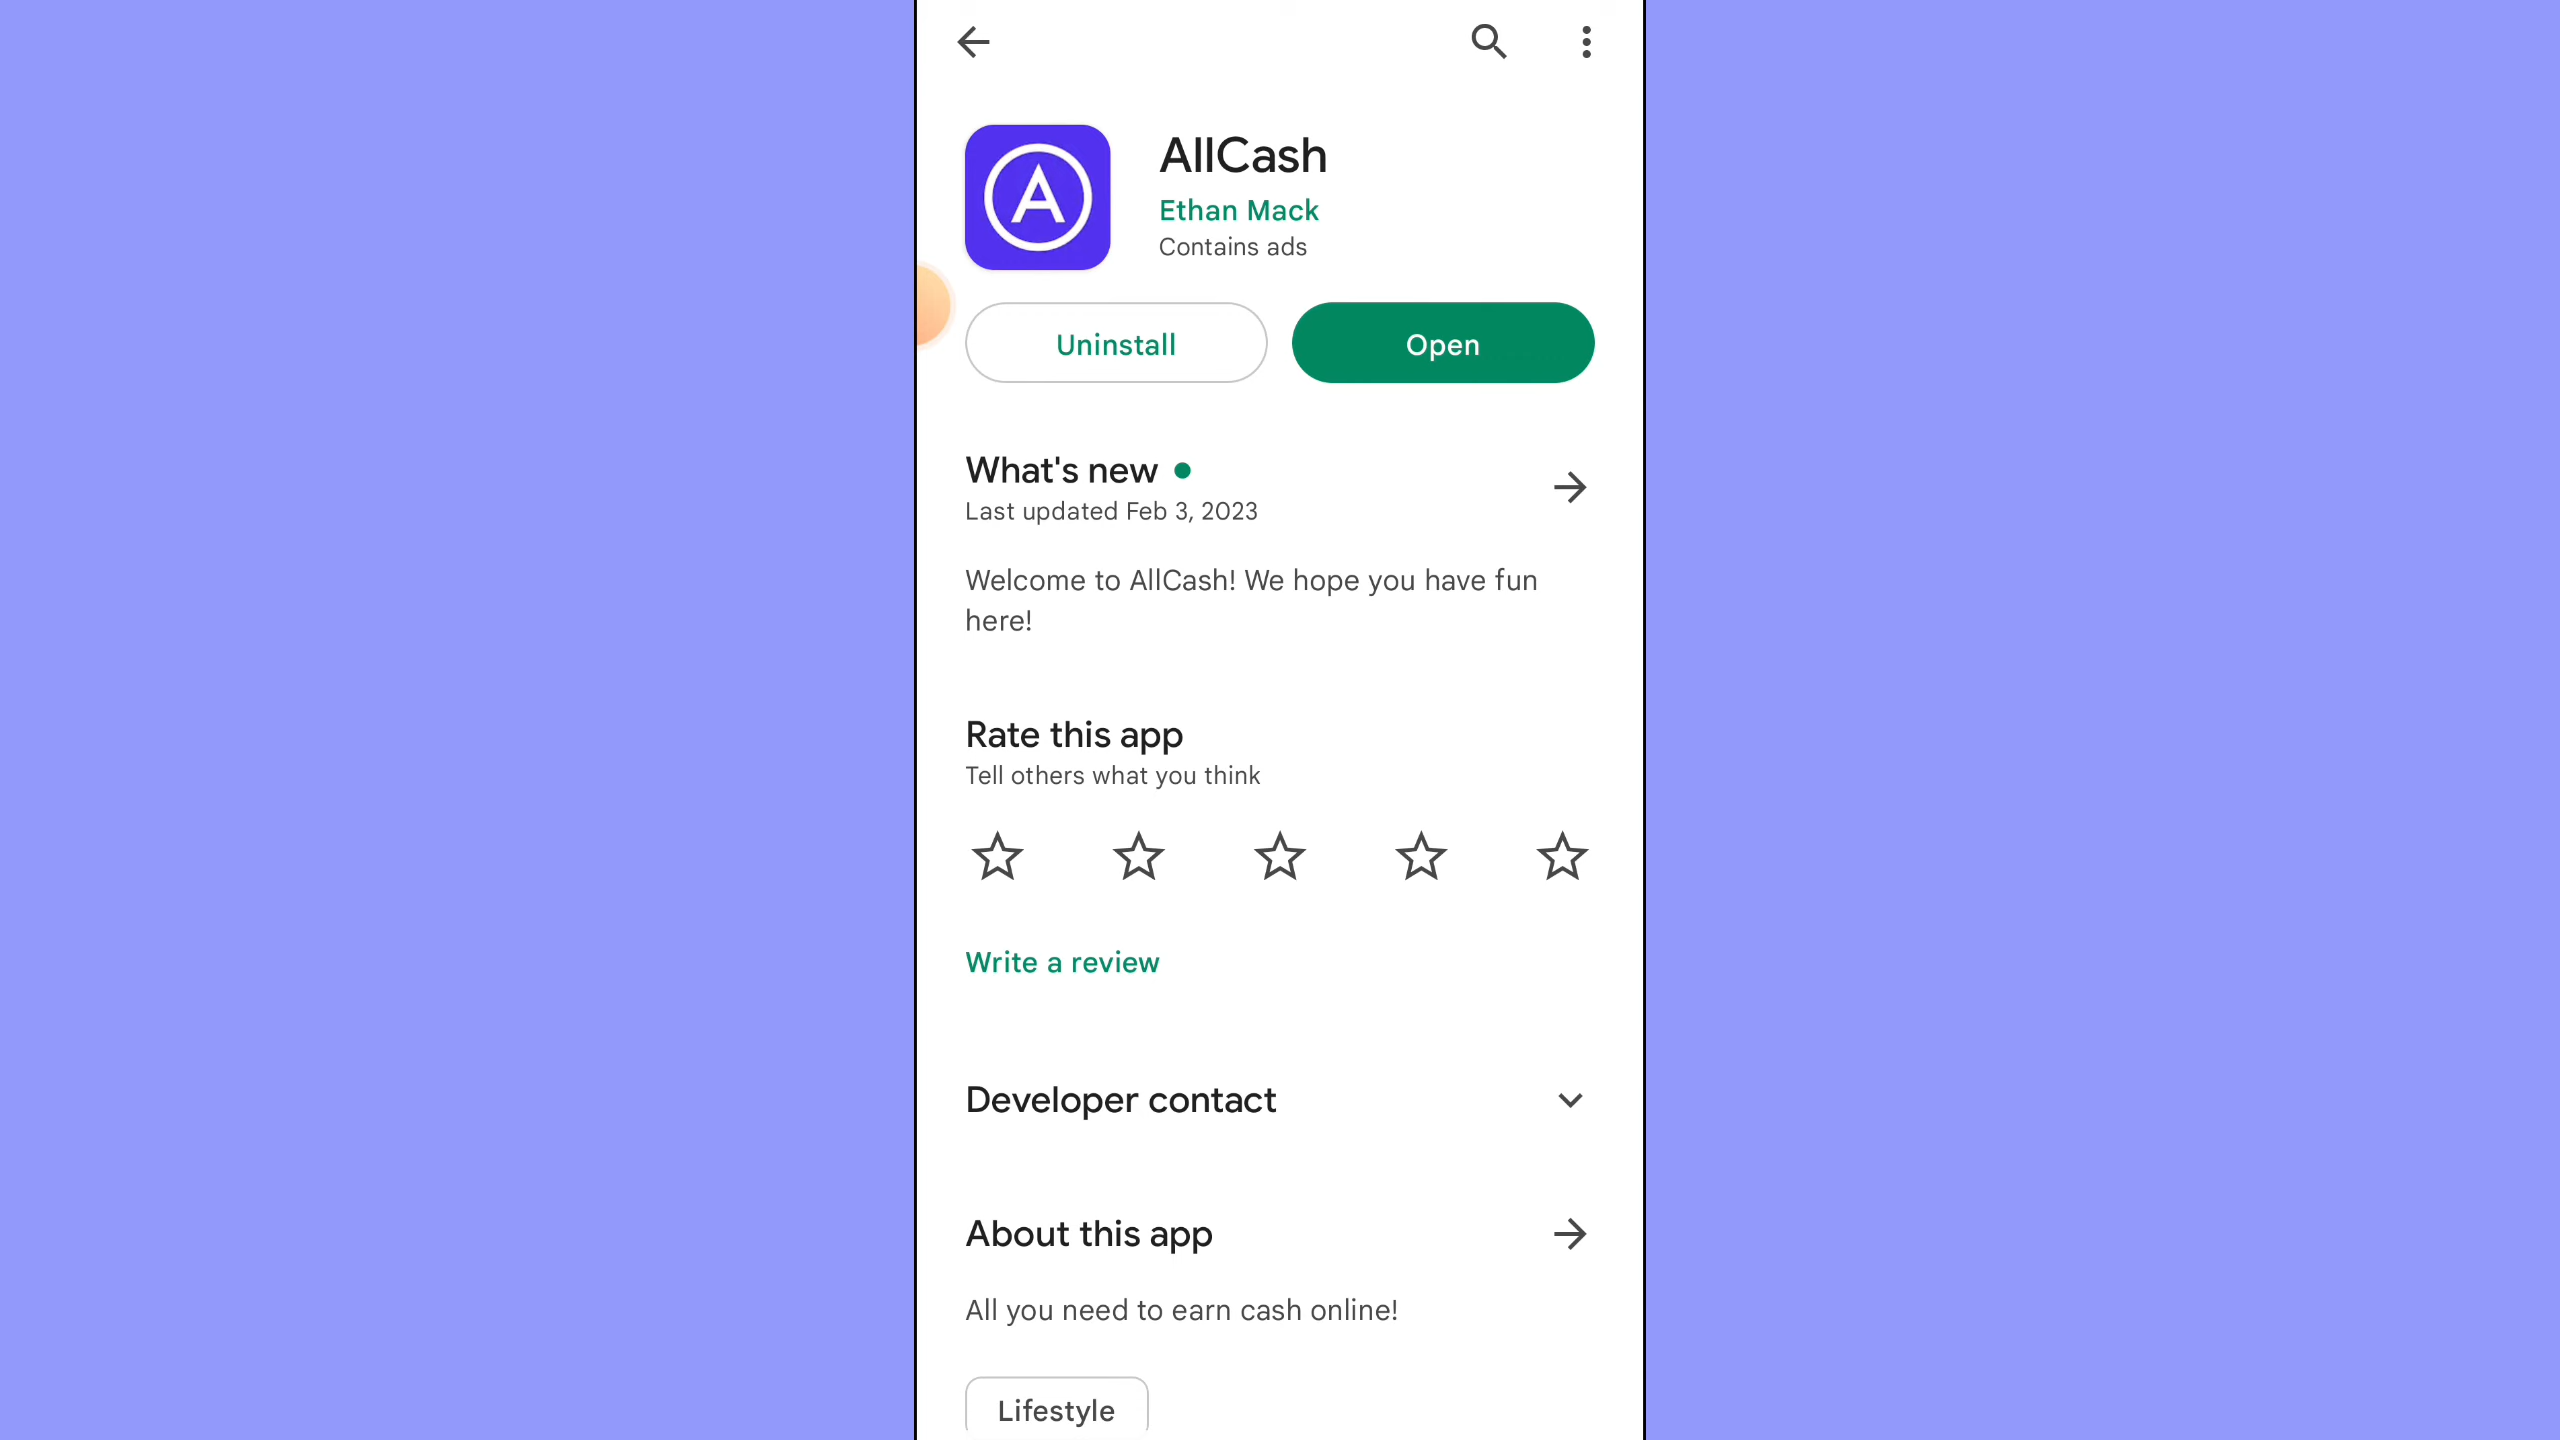 A
AllCash
Ethan Mack
Contains ads
Uninstall
Open
What's new
Last updated Feb 3, 2023
Welcome to AllCash! We hope you have fun
here!
Rate this app
Tell others what you think
Write a review
Developer contact
About this app
All you need to earn cash online!
Lifestyle